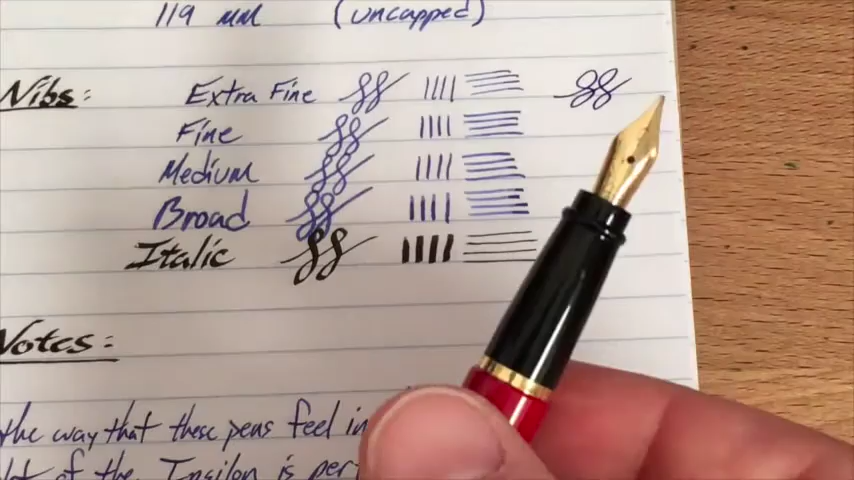 119 mm (uncapped)
Nibs: Extra Fine
Fine
Medium
Broad
Italic
Notes:
the way that these pens feel in
of the Ipsilon is per